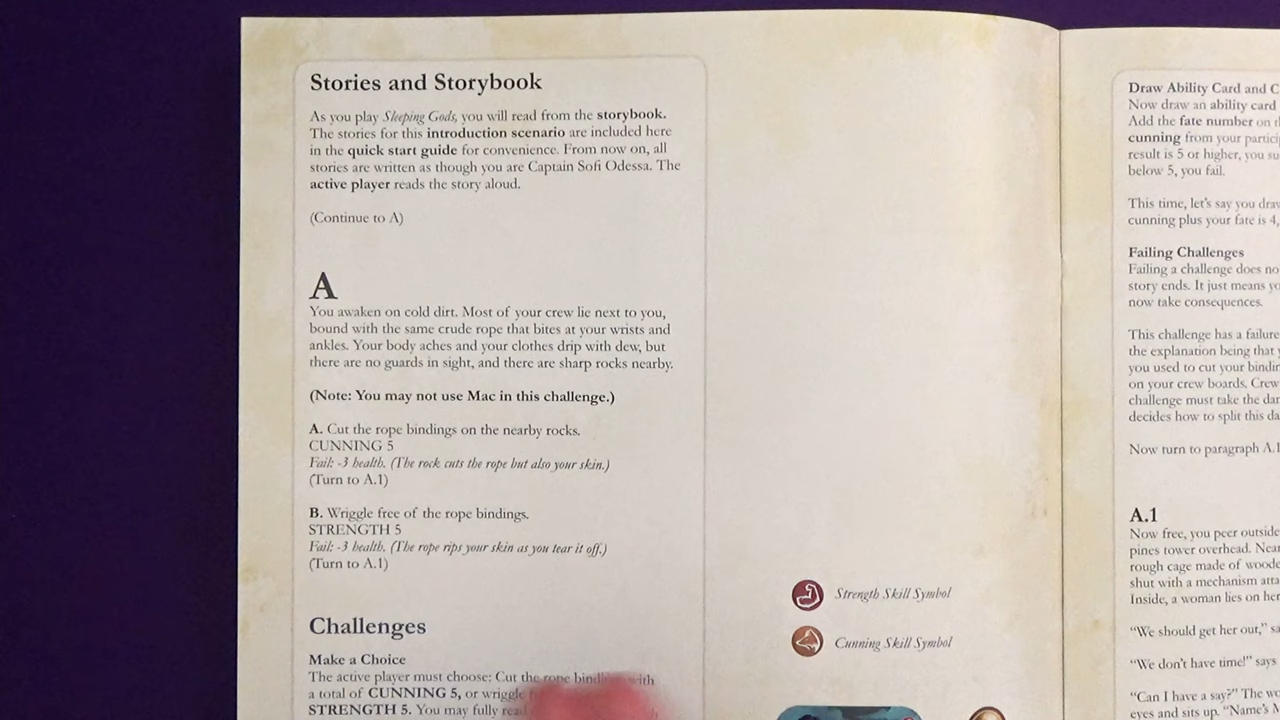 Stories and Storybook
As you play Sleeping Gods, you will read from the storybook.
The stories for this introduction scenario are included here
in the quick start guide for convenience. From now on, all
stories are written as though you are Captain Sofi Odessa. The
active player reads the story aloud.
(Continue to A)
A
You awaken on cold dirt. Most of your crew lie next to you,
bound with the same crude rope that bites at your wrists and
ankles. Your body aches and your clothes drip with dew, but
there are no guards in sight, and there are sharp rocks nearby.
(Note: You may not use Mac in this challenge.)
A. Cut the rope bindings on the nearby rocks.
CUNNING 5
Fail: -3 health. (The rock cuts the rope but also your skin.)
(Turn to A.1)
B. Wriggle free of the rope bindings.
STRENGTH 5
Fail: -3 health. (The rope rips your skin as you tear it off.)
(Turn to A.1)
Challenges
Make a Choice
The active player must choose: Cut the rope with
a total of CUNNING 5, or wriggle
STRENGTH 5. You may fully read
Strength Skill Symbol
Cunning Skill Symbol
Draw Ability Card and
Now draw an ability card
Add the fate number on
cunning from your
result is 5 or higher, you
below 5, you fail.
This time, let's say you
cunning plus your fate is 4,
Failing Challenges
Failing a challenge does
story ends. It just means
now take consequences.
This challenge has a failure
the explanation being that
you used to cut your
on your crew boards. Crew
challenge must take the
decides how to split this
Now turn to paragraph
A.1
Now free, you peer outside
pines tower overhead.
rough cage made of
shut with a mechanism
Inside, a woman lies on her
"We should get her out,"
"We don't have time!" says
"Can I have a say?" The
eyes and sits up. "Name's